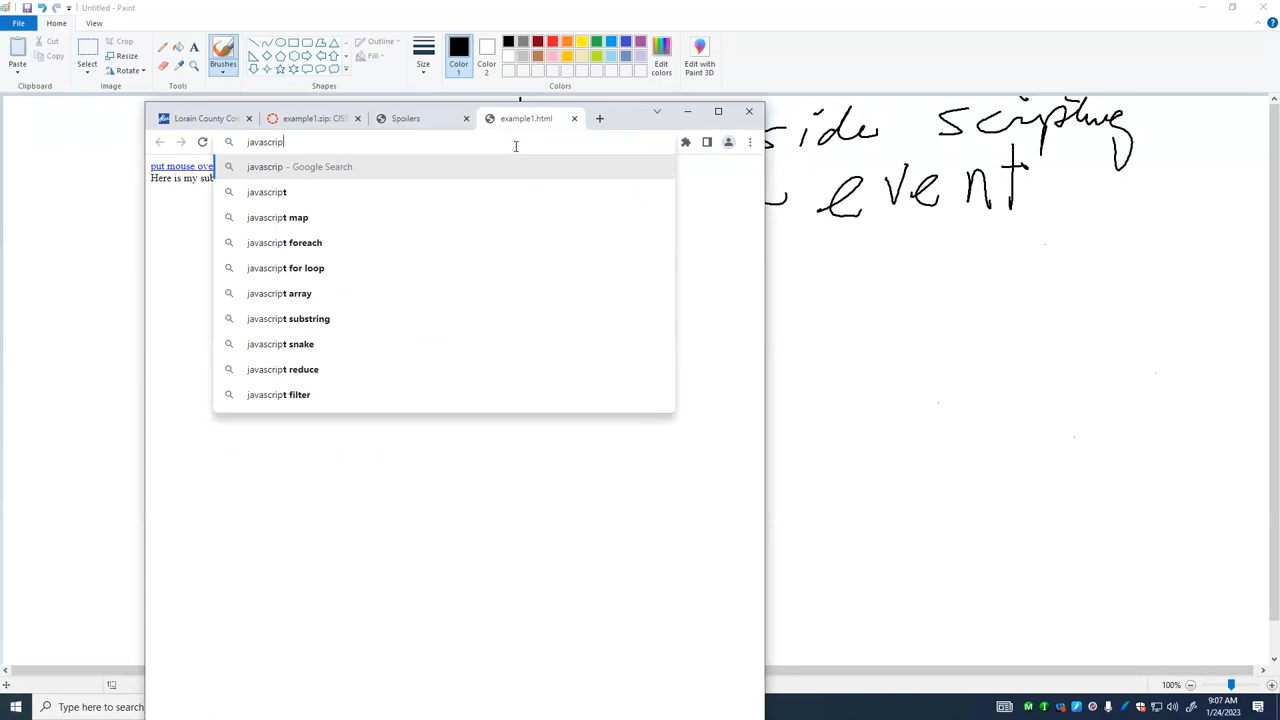 Untitled - Paint
File
Home
View
Paste
Cut
Copy
Clipboard
Select
Crop
Resize
Rotate
Image
Tools
Brushes
Shapes
Outline
Fill
Size
Color
1
Color
2
Edit
colors
Colors
Edit with
Paint 3D
side scripting
event
Lorain County Con
example1.zip: CISS
Spoilers
example1.html
javascrip
put mouse ove
Here is my sub
javascrip - Google Search
javascript
javascript map
javascript foreach
javascript for loop
javascript array
javascript substring
javascript snake
javascript reduce
javascript filter
100%
Type here to search
9:07 AM
1/24/2023